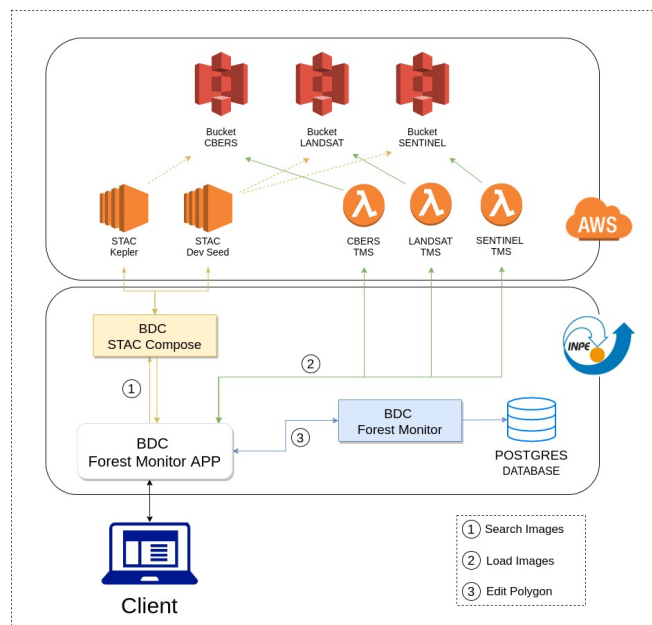 Bucket
CBERS
Bucket
LANDSAT
Bucket
SENTINEL
STAC
Kepler
STAC
Dev Seed
CBERS
TMS
LANDSAT
TMS
SENTINEL
TMS
AWS
BDC
STAC Compose
INPE
1
2
BDC
Forest Monitor
3
POSTGRES
DATABASE
BDC
Forest Monitor APP
Client
1 Search Images
2 Load Images
3 Edit Polygon